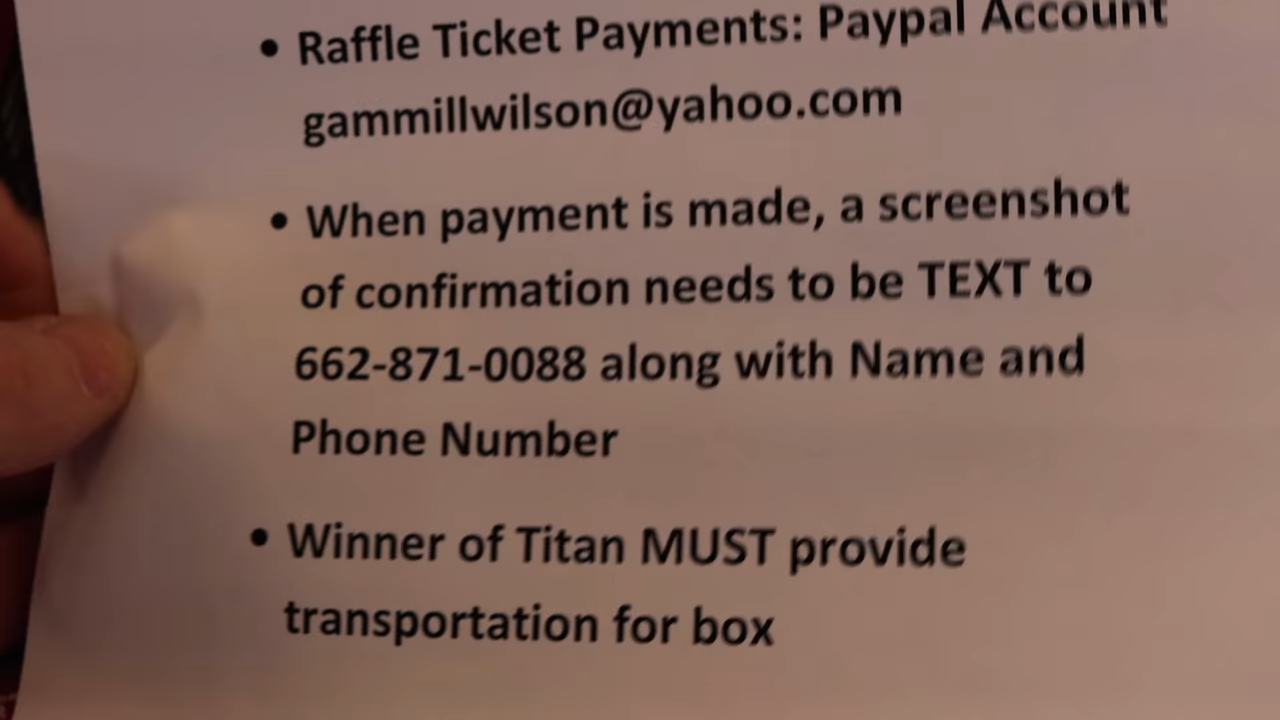 • Raffle Ticket Payments: Paypal Account
gammillwilson@yahoo.com
• When payment is made, a screenshot
of confirmation needs to be TEXT to
662-871-0088 along with Name and
Phone Number
• Winner of Titan MUST provide
transportation for box